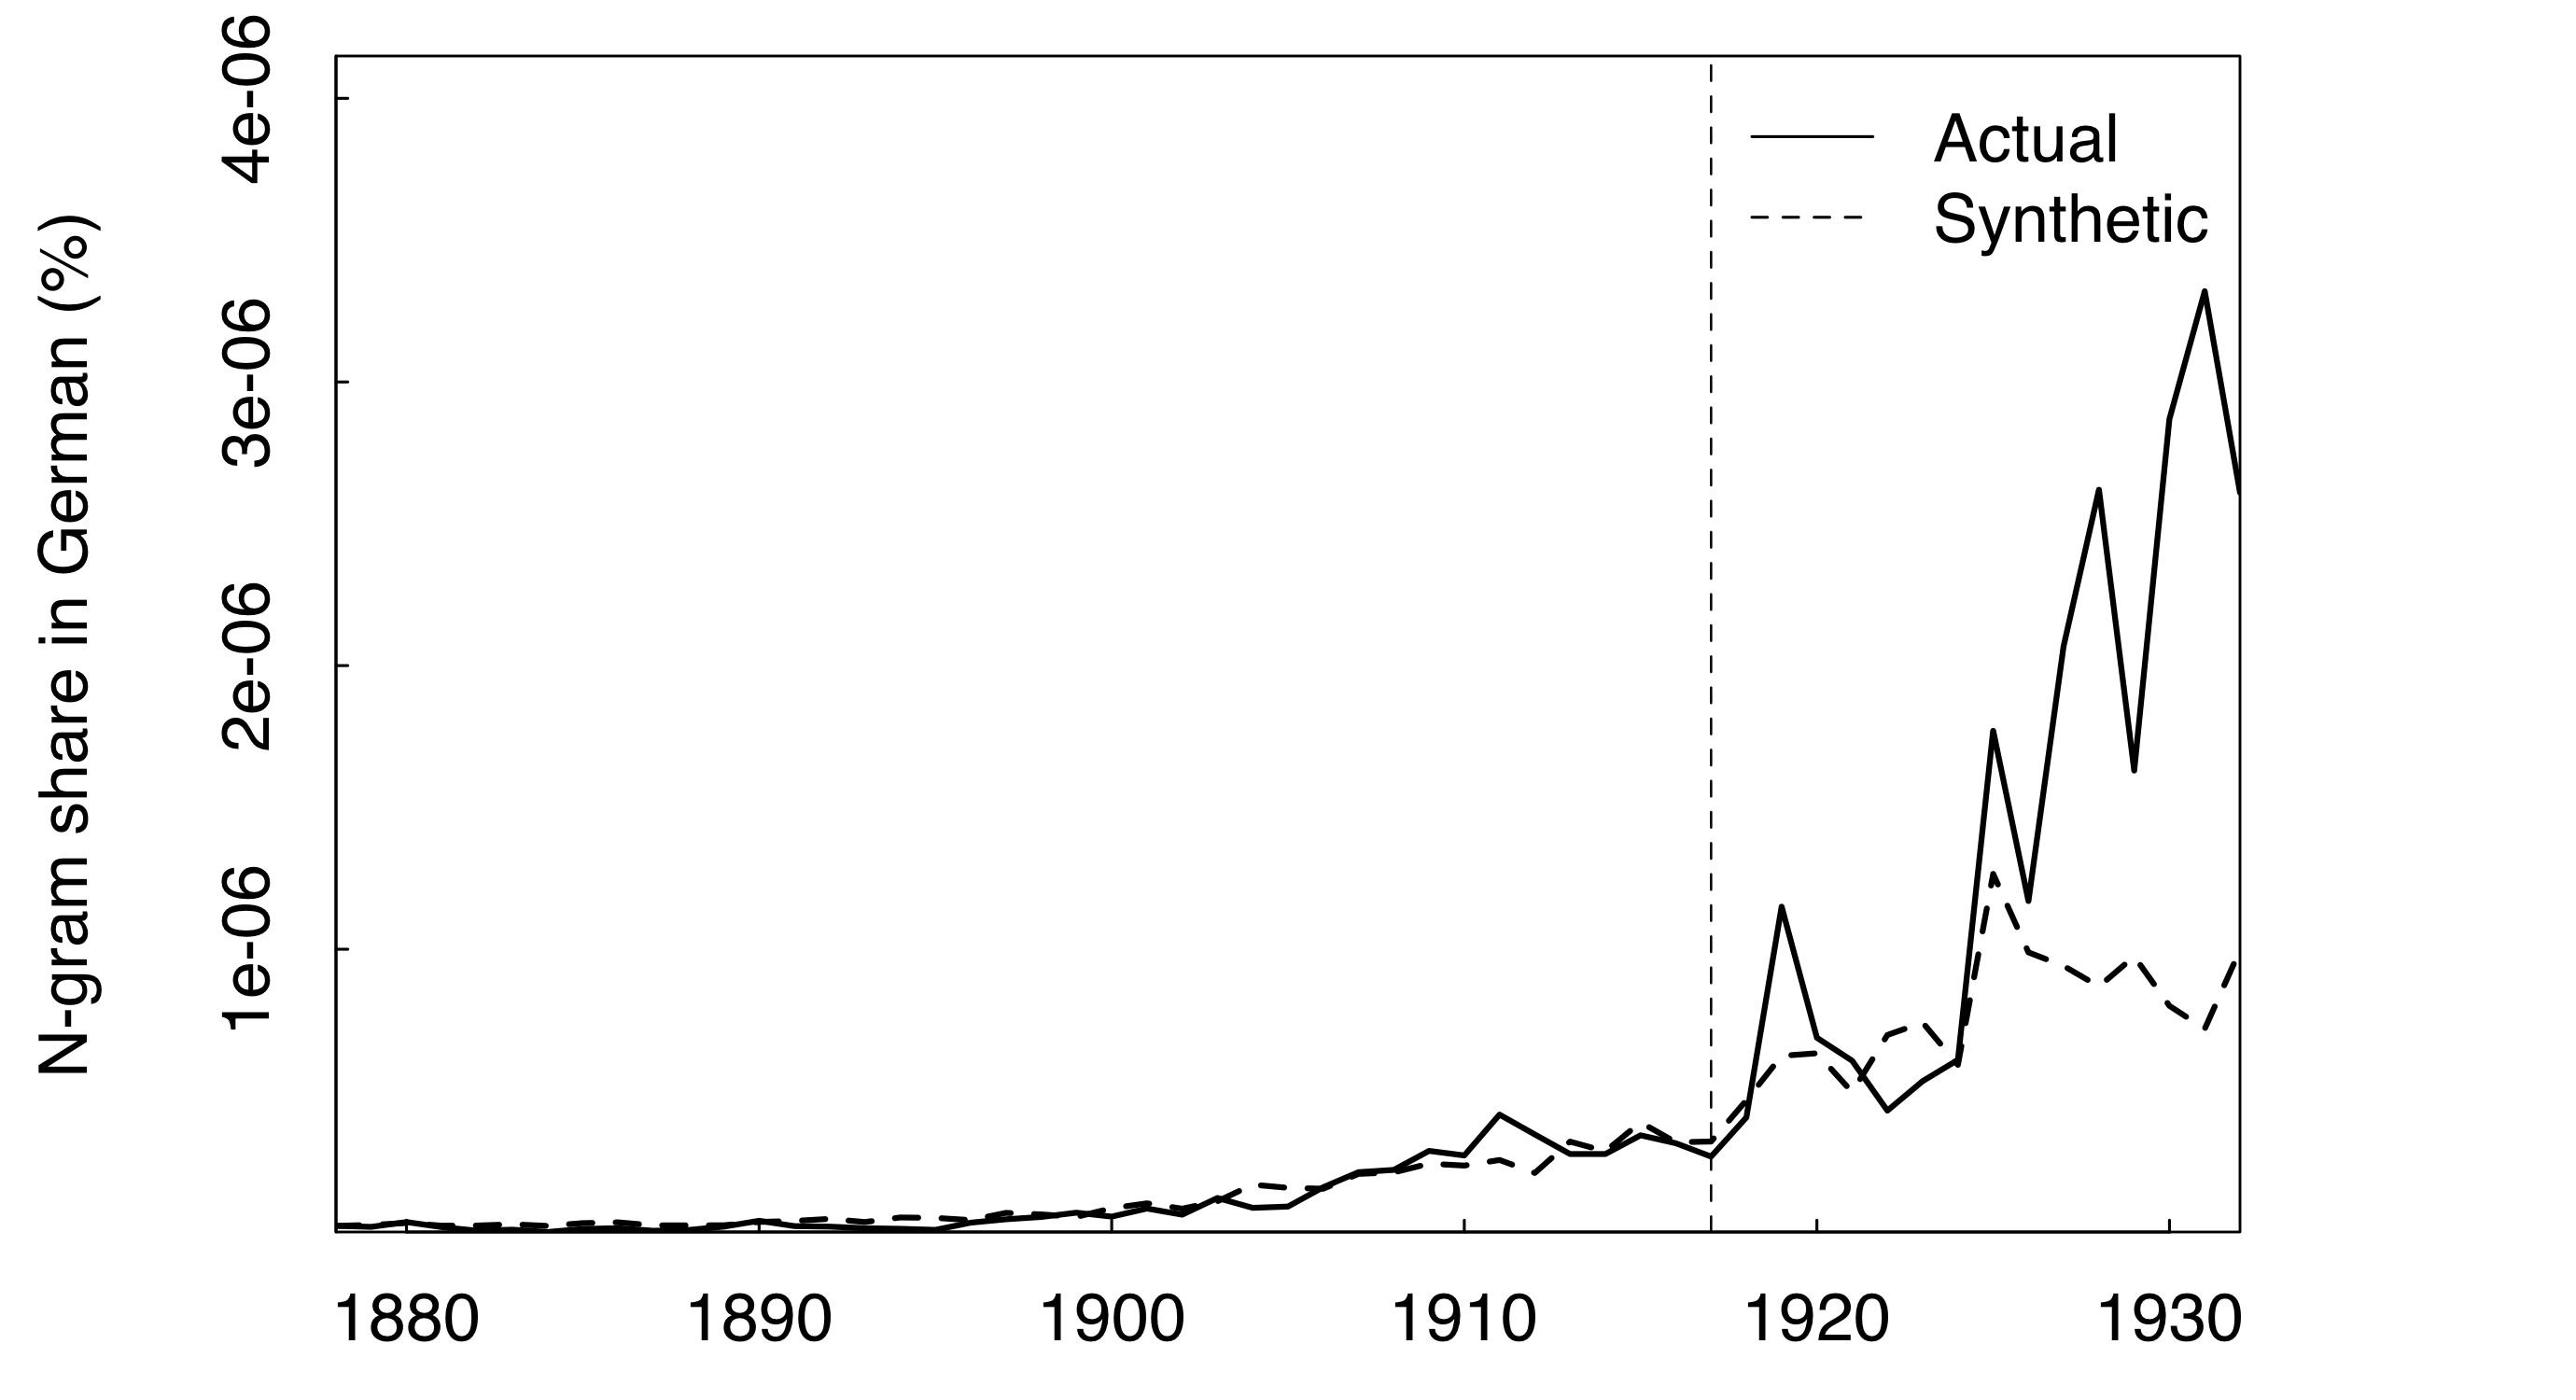 N-gram share in German (%)
4e-06
3e-06
2e-06
1e-06
Actual
Synthetic
1880 1890 1900 1910 1920 1930